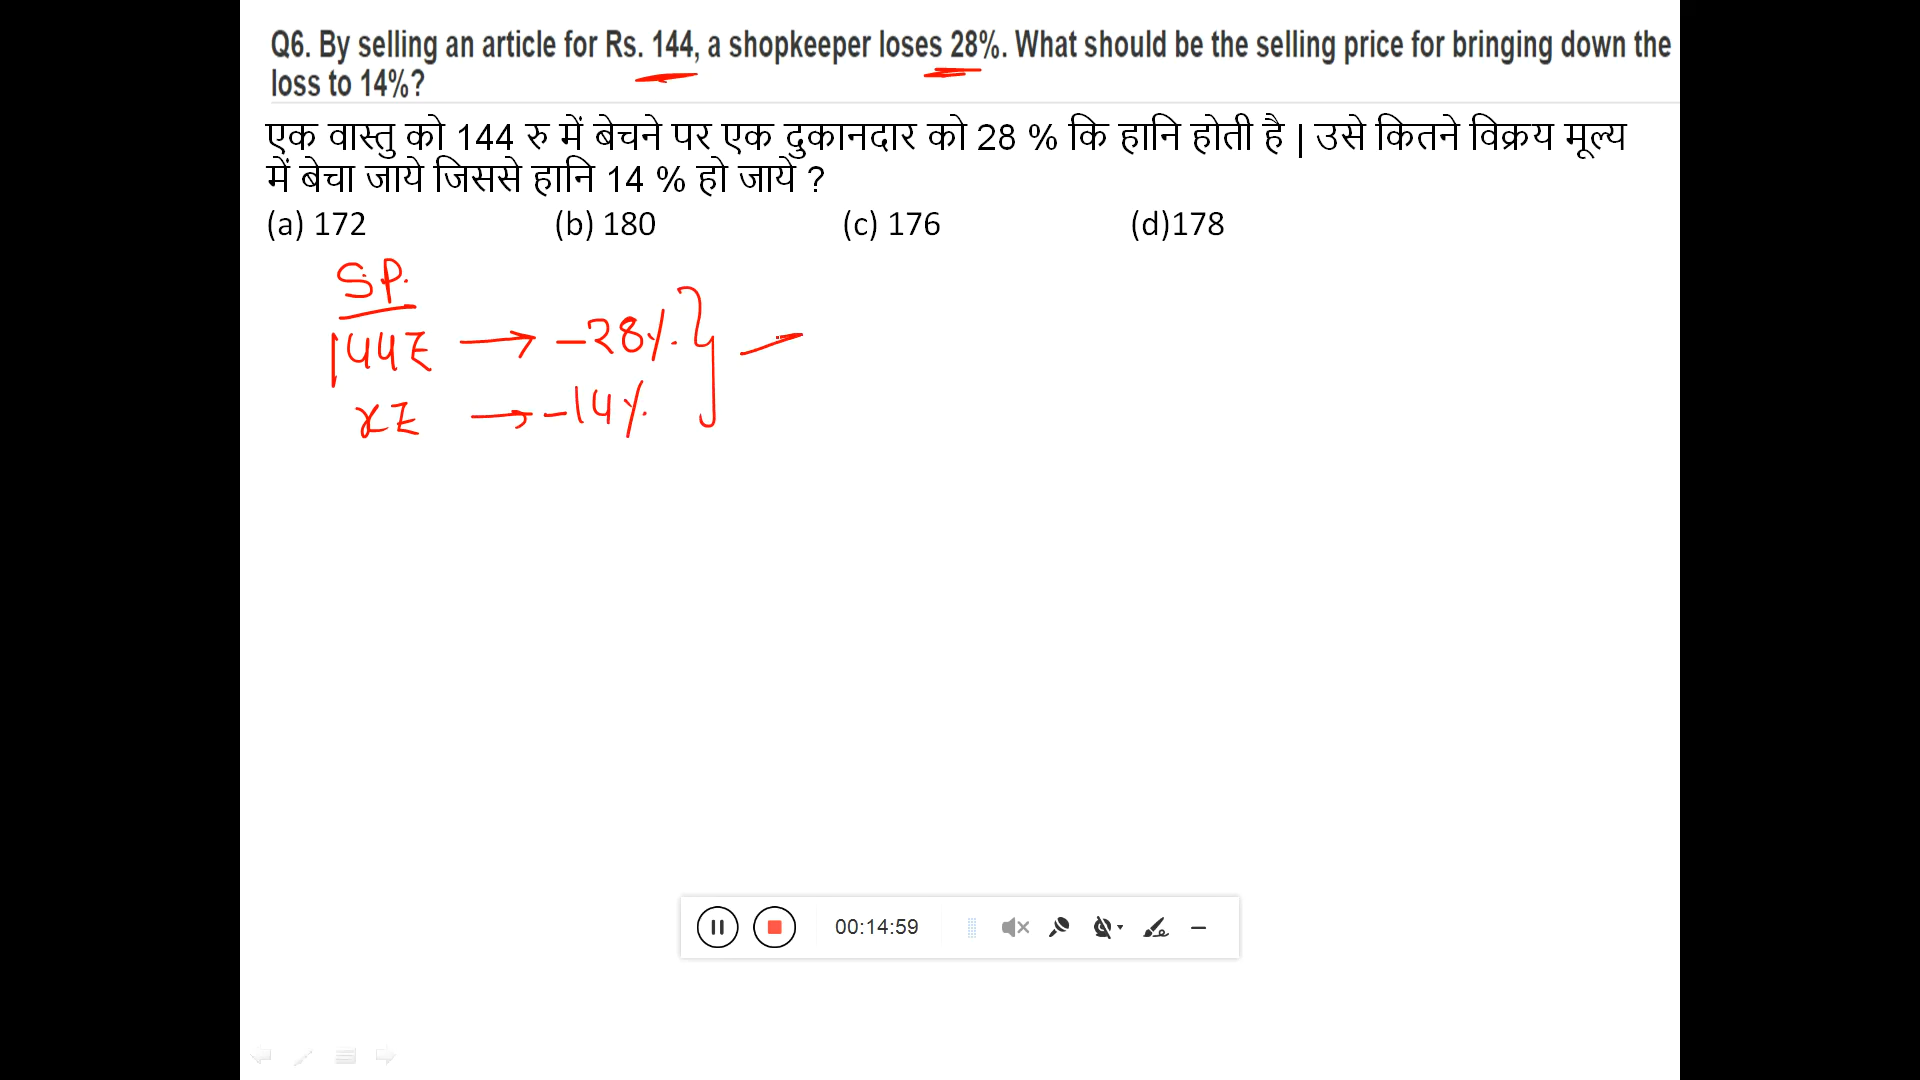 Q6. By selling an article for Rs. 144, a shopkeeper loses 28%. What should be the selling price for bringing down the
loss to 14%?
एक वास्तु को 144 रु में बेचने पर एक दुकानदार को 28 % कि हानि होती है | उसे कितने विक्रय मूल्य
में बेचा जाये जिससे हानि 14 % हो जाये ?
(a) 172 (b) 180 (c) 176 (d)178
S.P.
144₹ → -28%
x₹ → -14%
00:14:59